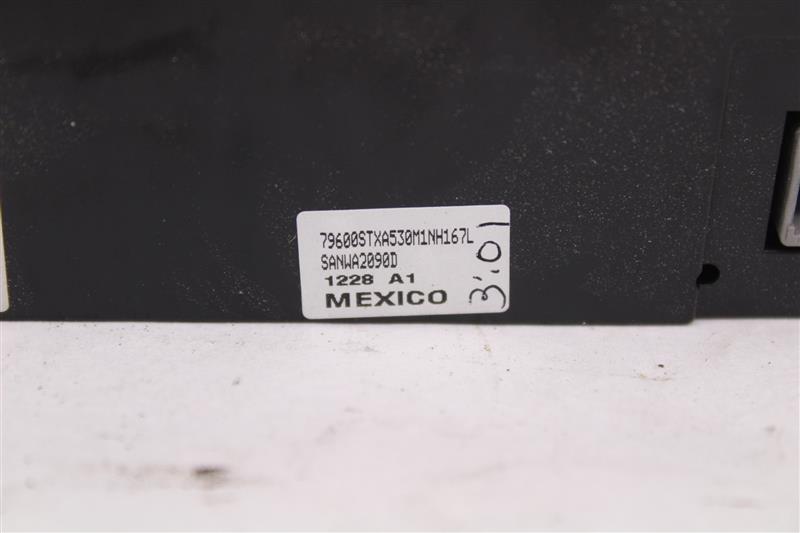 79600STXA530M1NH167L
SANWA2090D
1228 A1
MEXICO
3:01